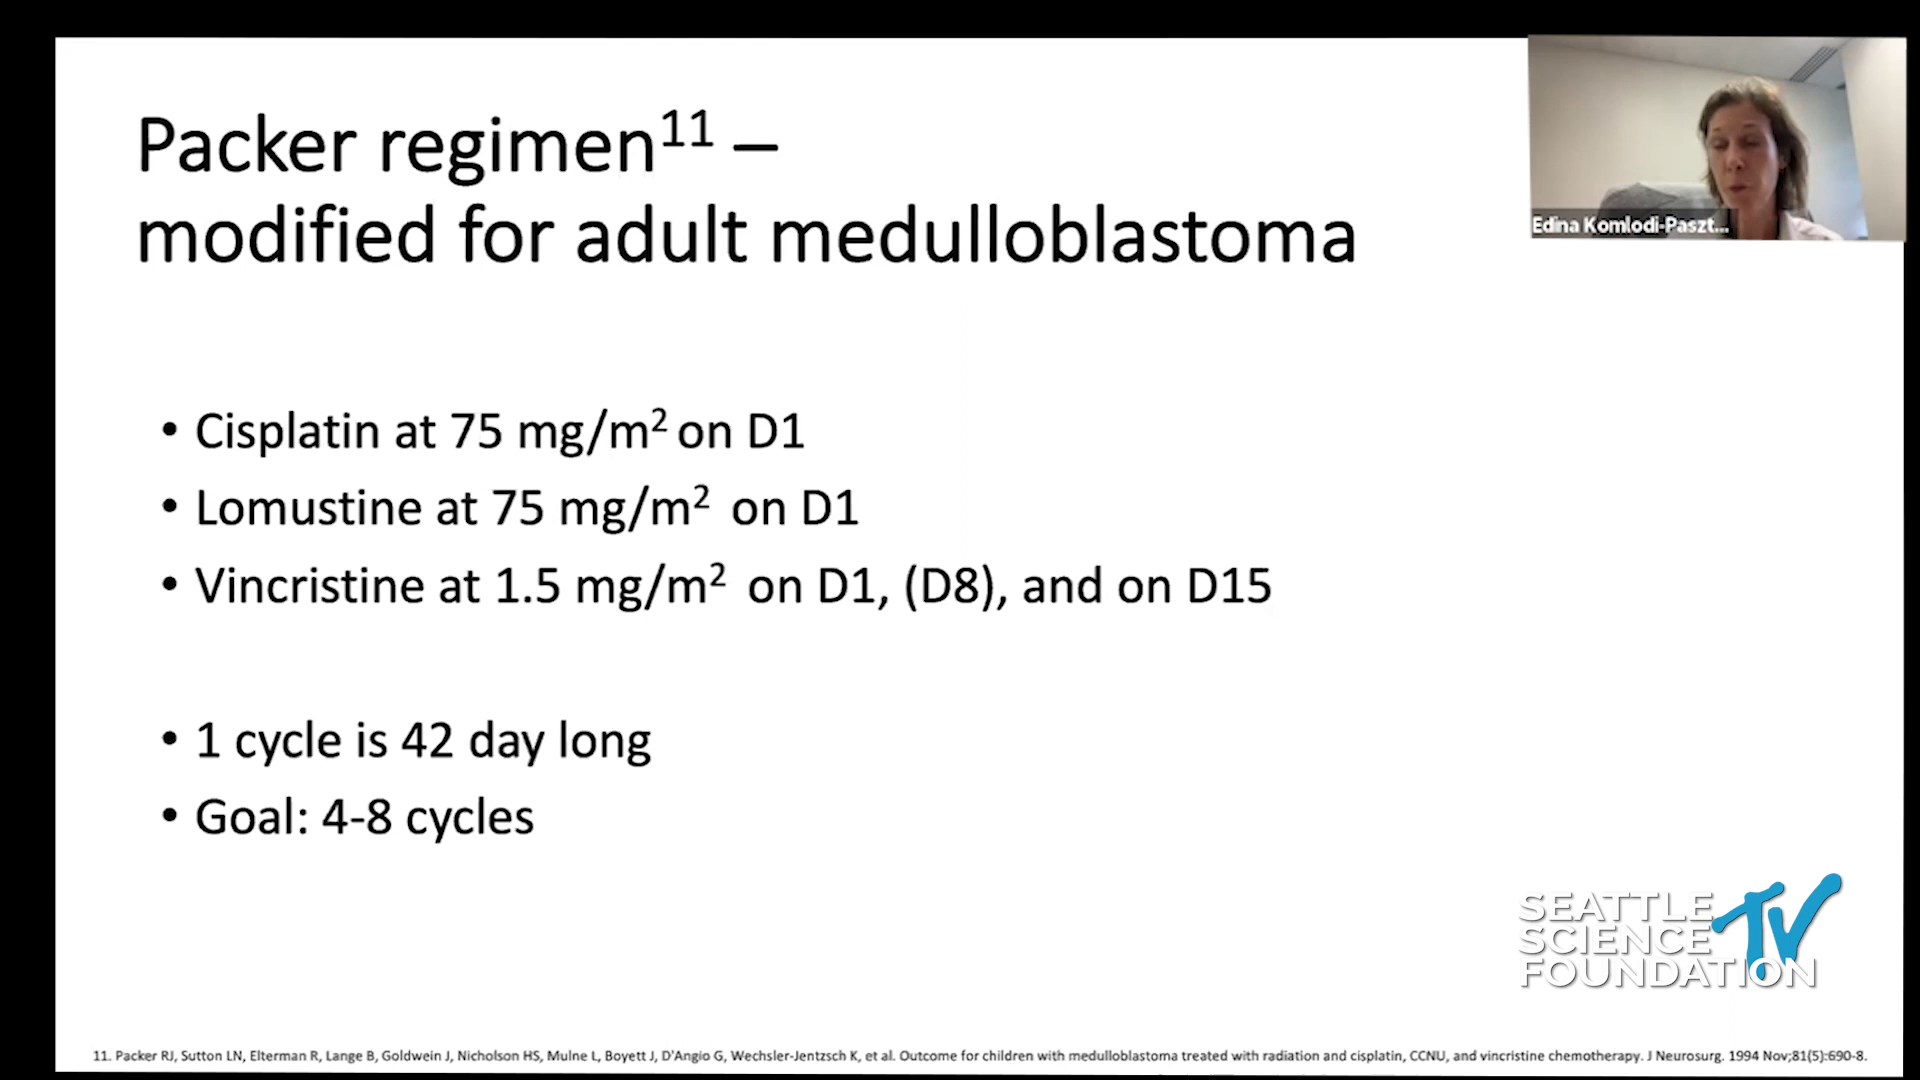 Packer regimen11 –
modified for adult medulloblastoma
Edina Komlodi-Paszt...
• Cisplatin at 75 mg/m2 on D1
• Lomustine at 75 mg/m2 on D1
• Vincristine at 1.5 mg/m2 on D1, (D8), and on D15
• 1 cycle is 42 day long
• Goal: 4-8 cycles
SEATTLE
SCIENCE
FOUNDATION
TV
11. Packer RJ, Sutton LN, Elterman R, Lange B, Goldwein J, Nicholson HS, Mulne L, Boyett J, D'Angio G, Wechsler-Jentzsch K, et al. Outcome for children with medulloblastoma treated with radiation and cisplatin, CCNU, and vincristine chemotherapy. J Neurosurg. 1994 Nov;81(5):690-8.